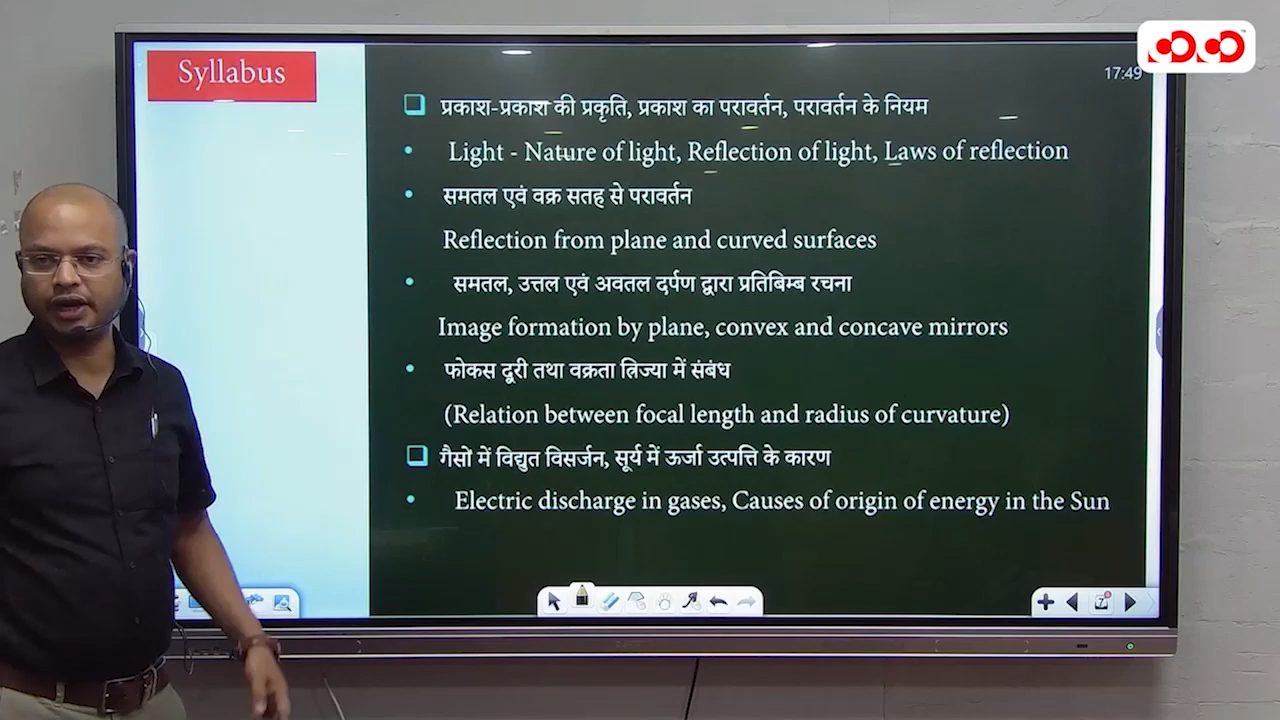 Syllabus
17:49
प्रकाश-प्रकाश की प्रकृति, प्रकाश का परावर्तन, परावर्तन के नियम
Light - Nature of light, Reflection of light, Laws of reflection
समतल एवं वक्र सतह से परावर्तन
Reflection from plane and curved surfaces
समतल, उत्तल एवं अवतल दर्पण द्वारा प्रतिबिम्ब रचना
Image formation by plane, convex and concave mirrors
फोकस दूरी तथा वक्रता त्रिज्या में संबंध
(Relation between focal length and radius of curvature)
गैसों में विद्युत विसर्जन, सूर्य में ऊर्जा उत्पत्ति के कारण
Electric discharge in gases, Causes of origin of energy in the Sun
7